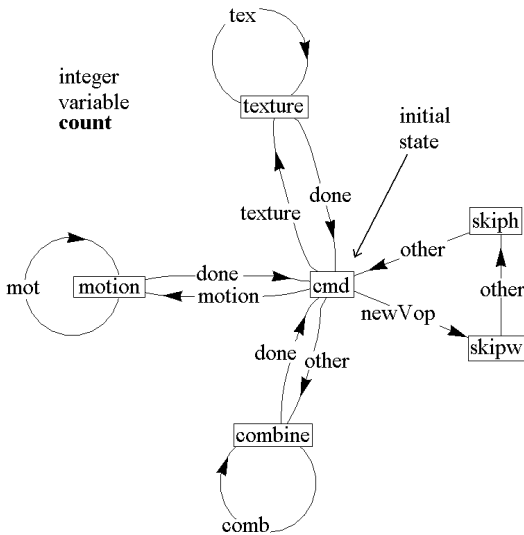 tex
integer
variable
count
texture
initial
state
done
texture
skiph
other
done
cmd
mot
motion
motion
other
newVop
skipw
done
other
combine
comb